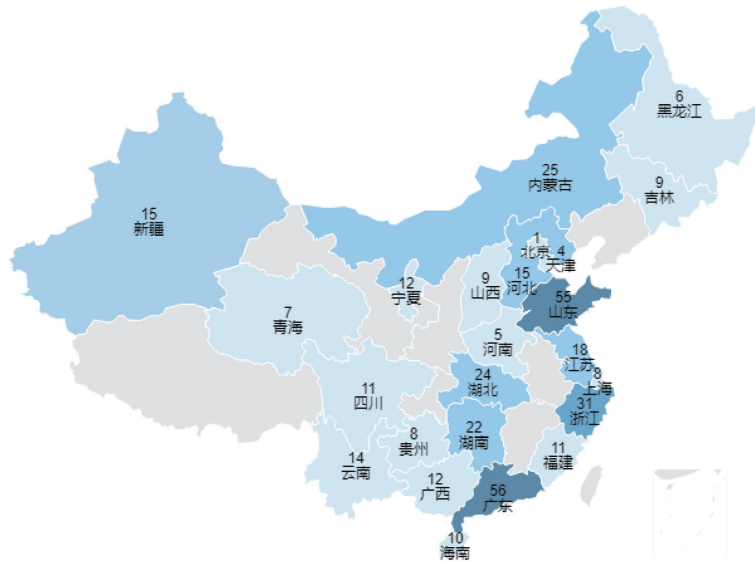 6
黑龙江
9
吉林
25
内蒙古
15
新疆
1
北京
4
天津
12
宁夏
9
山西
15
河北
55
山东
7
青海
5
河南
18
江苏
8
上海
24
湖北
11
四川
31
浙江
8
贵州
22
湖南
14
云南
11
福建
12
广西
56
广东
10
海南